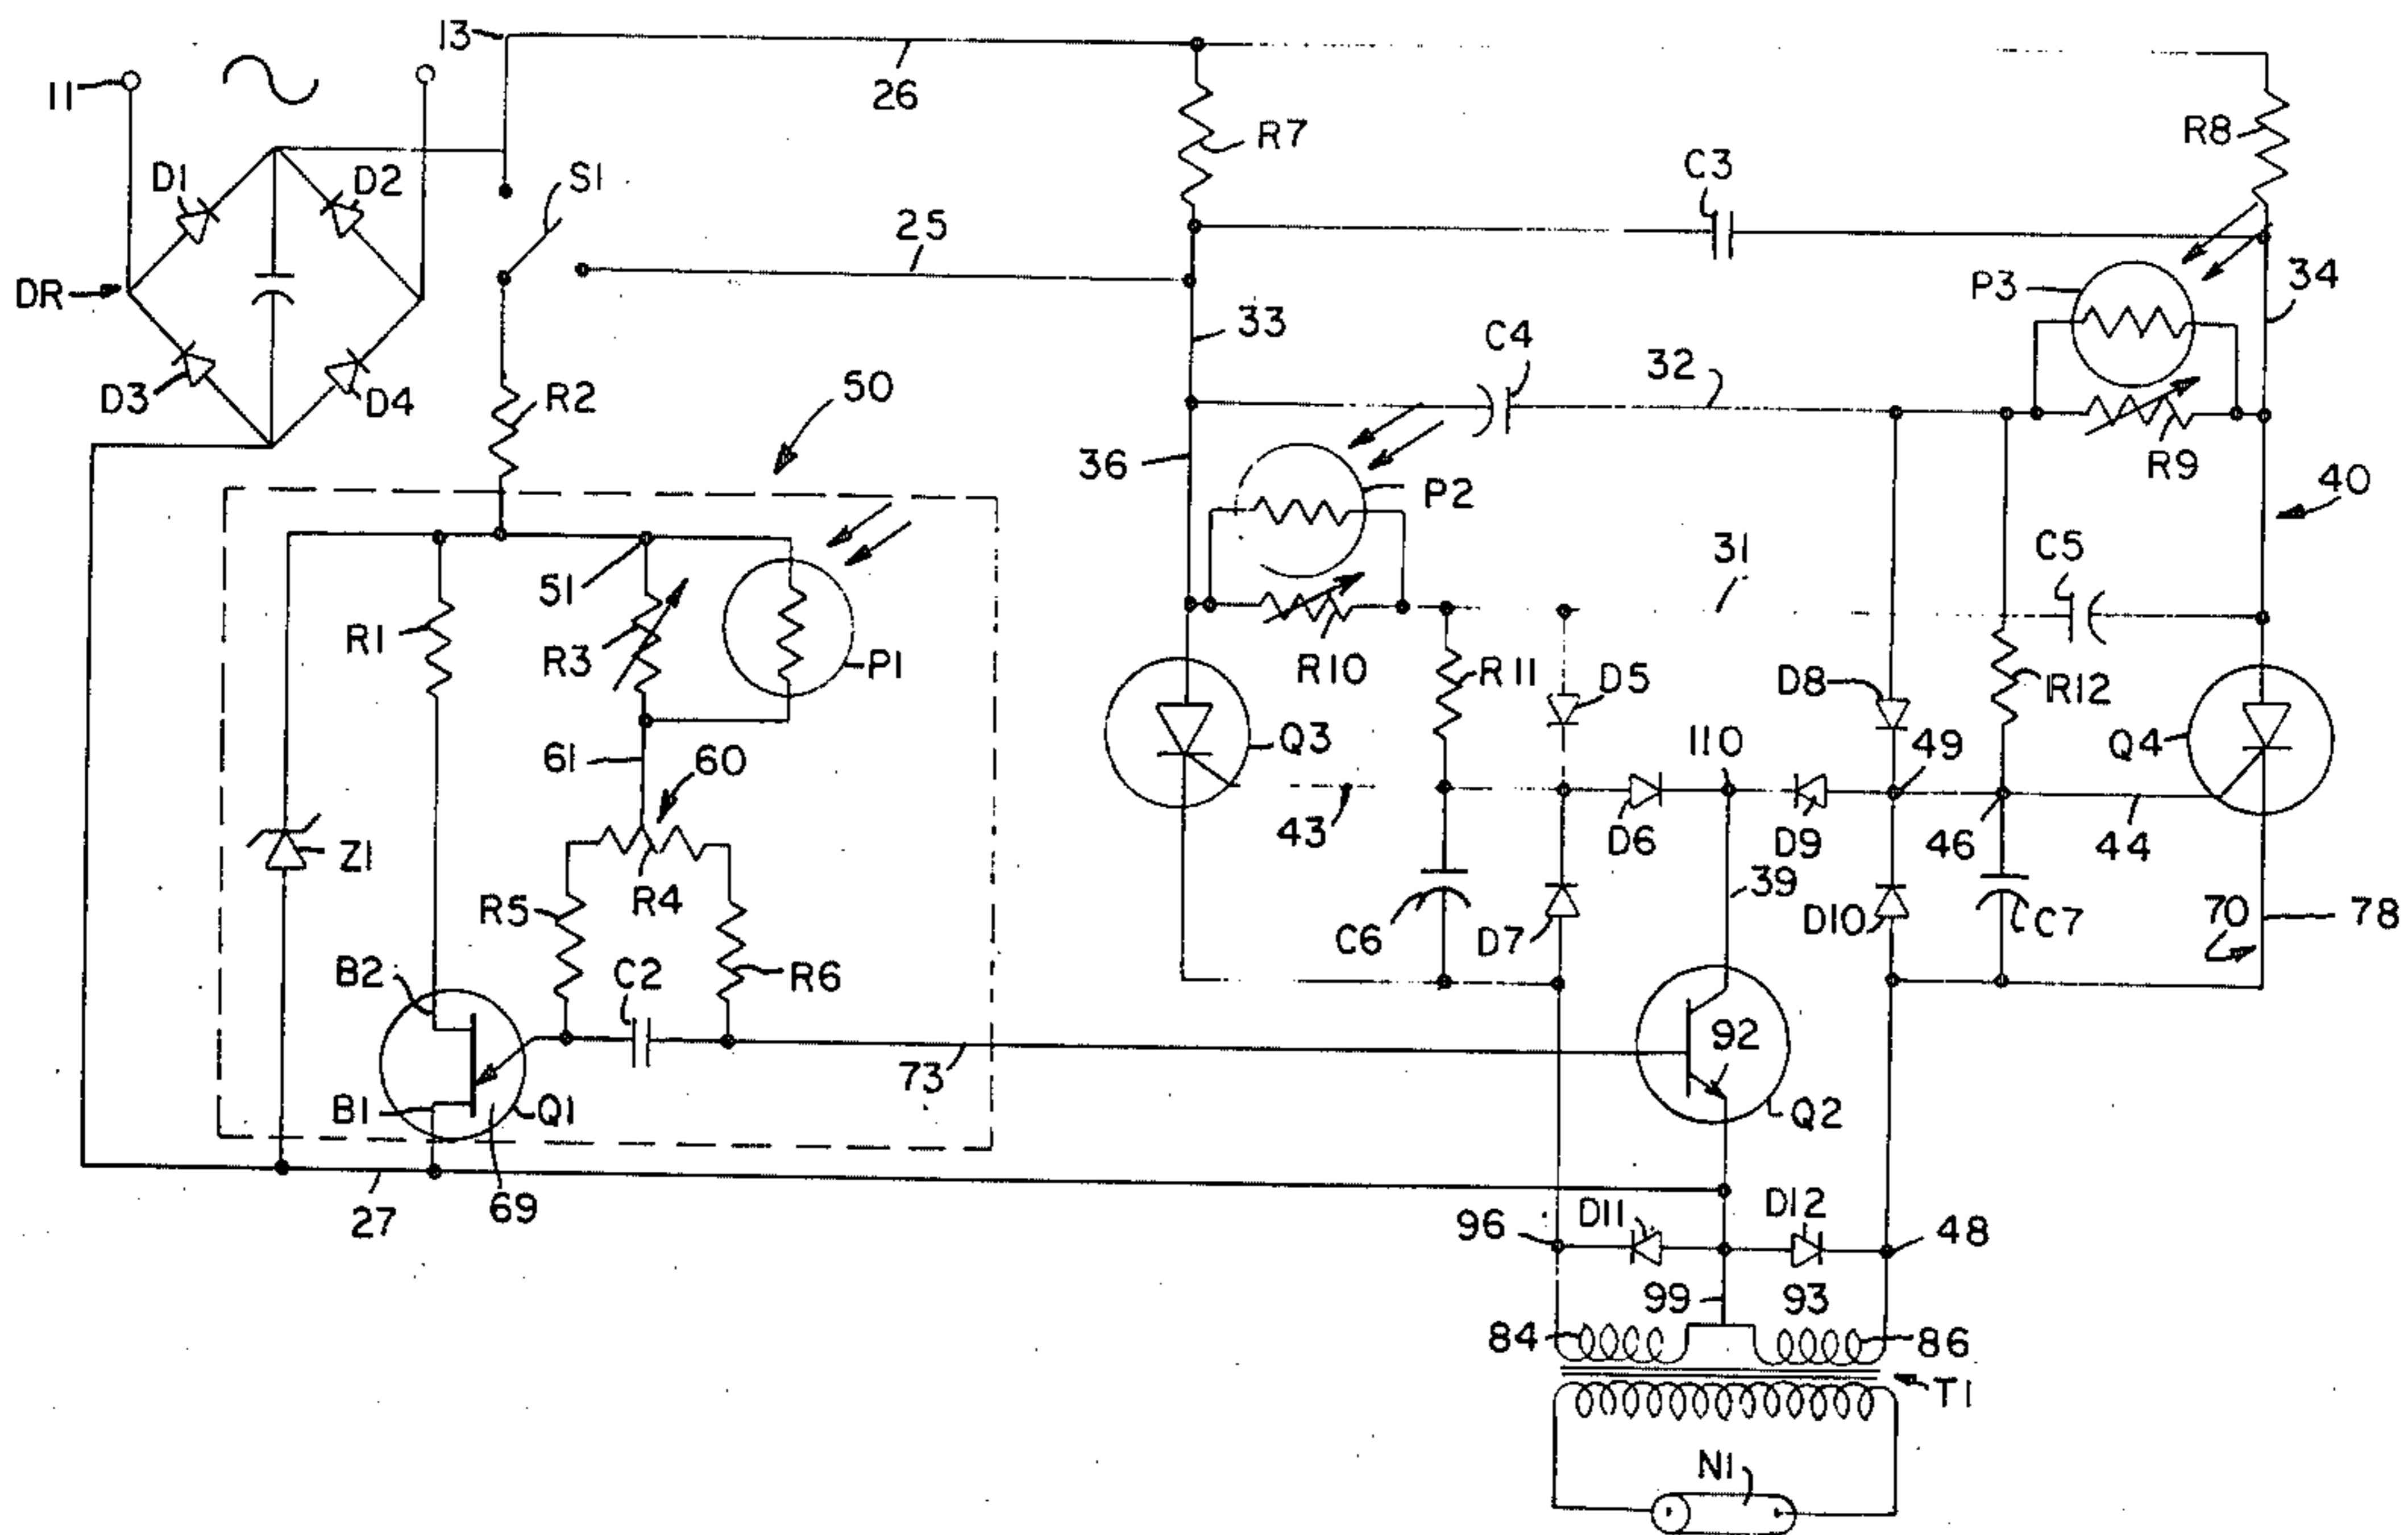 13
11
26
R7
R8
D1
D2
S1
C3
25
DR
P3
34
33
C4
32
D3
D4
R2
50
36
P2
R9
40
31
C5
51
R1
R3
P1
R10
R11
D5
D8
R12
Q3
110
49
Q4
61
60
43
D6
D9
46
44
Z1
R5
R4
39
C6
D7
D10
C7
70
78
B2
C2
R6
92
73
B1
Q1
Q2
27
69
96
D11
D12
48
99
93
84
86
T1
N1